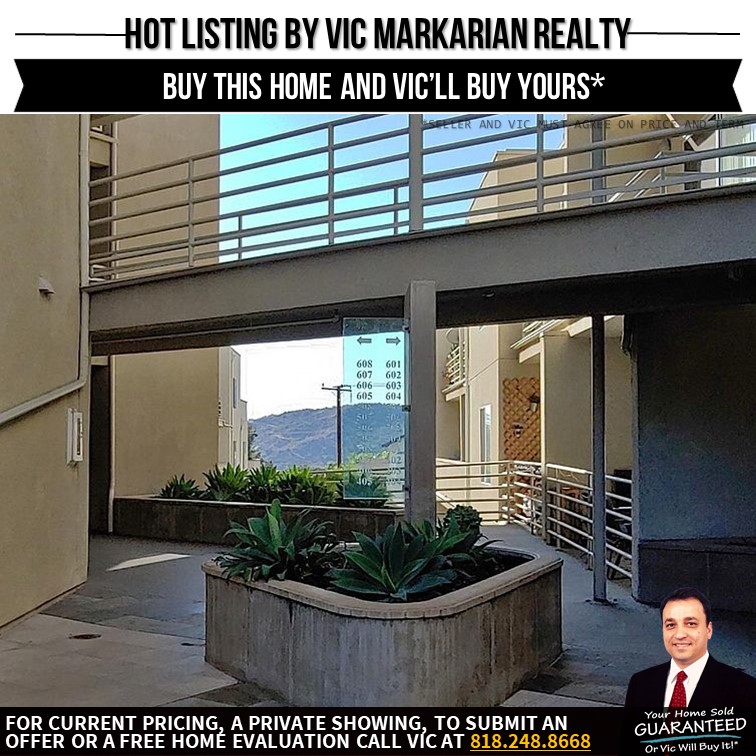 HOT LISTING BY VIC MARKARIAN REALTY
BUY THIS HOME AND VIC'LL BUY YOURS*
*SELLER AND VIC MUST AGREE ON PRICE AND TERM
608 601
607 602
606 603
605 604
FOR CURRENT PRICING, A PRIVATE SHOWING, TO SUBMIT AN
OFFER OR A FREE HOME EVALUATION CALL VIC AT 818.248.8668
Your Home Sold
GUARANTEED
Or Vic Will Buy It!